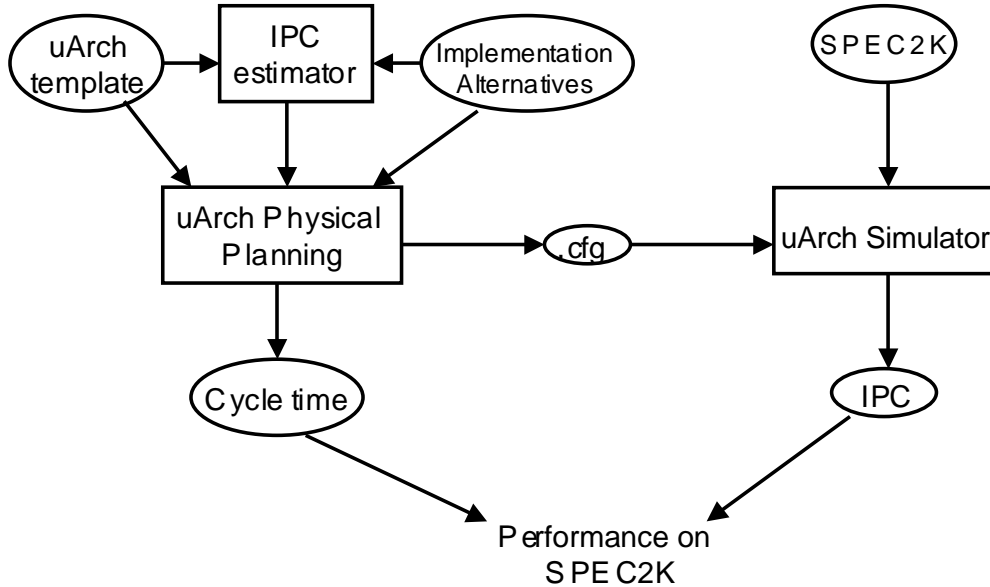 uArch
template
IPC
estimator
Implementation
Alternatives
SPEC2K
uArch Physical
Planning
.cfg
uArch Simulator
Cycle time
IPC
Performance on
SPEC2K